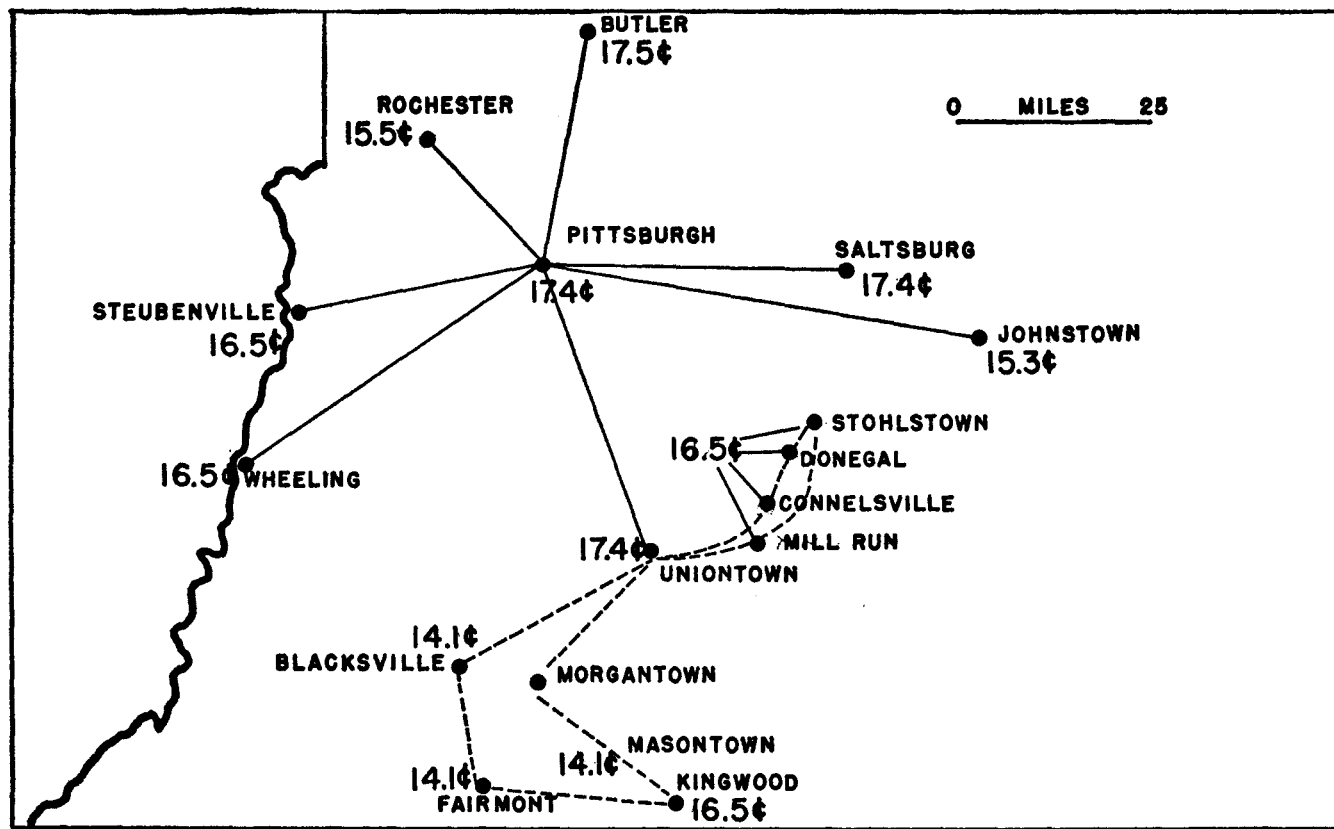 BUTLER
17.5¢
ROCHESTER
15.5¢
0 MILES 25
PITTSBURGH
17.4¢
SALTSBURG
17.4¢
STEUBENVILLE
16.5¢
JOHNSTOWN
15.3¢
STOHLSTOWN
16.5¢
DONEGAL
16.5¢ WHEELING
CONNELSVILLE
MILL RUN
17.4¢
UNIONTOWN
14.1¢
BLACKSVILLE
MORGANTOWN
MASONTOWN
14.1¢
14.1¢
KINGWOOD
FAIRMONT
16.5¢